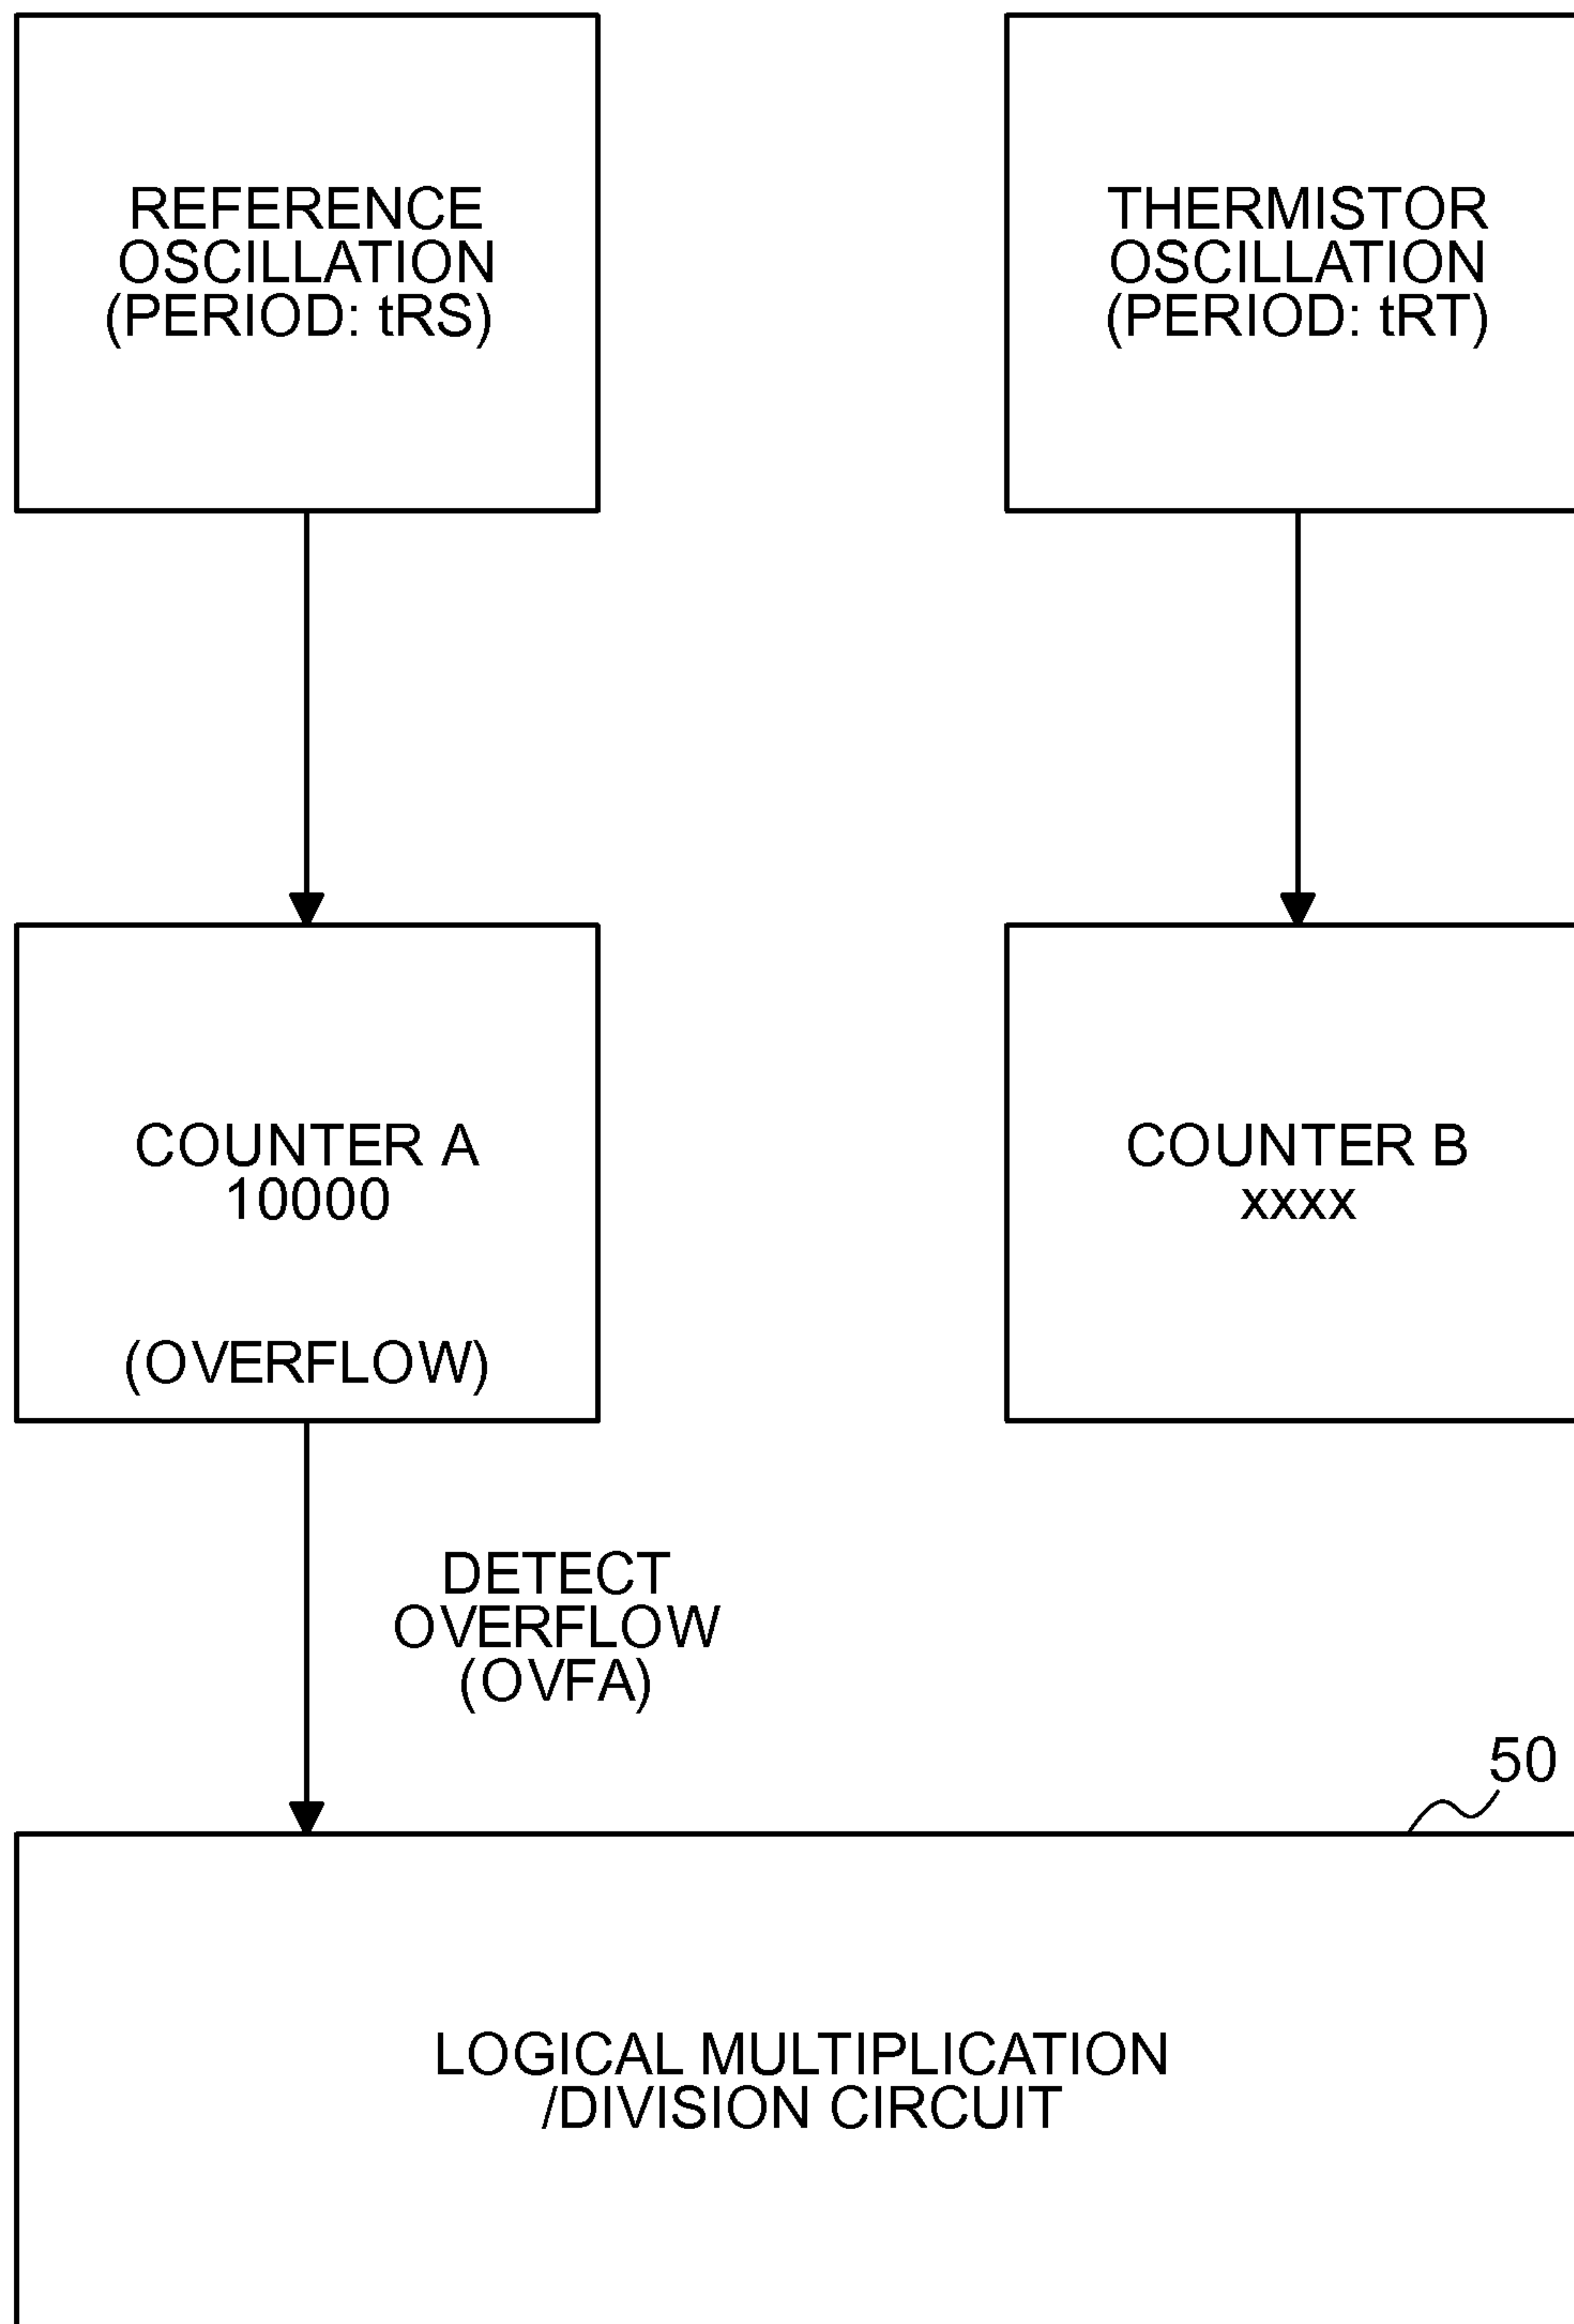 REFERENCE
OSCILLATION
(PERIOD: tRS)
THERMISTOR
OSCILLATION
(PERIOD: tRT)
COUNTER A
10000
(OVERFLOW)
COUNTER B
xxxx
DETECT
OVERFLOW
(OVFA)
50
LOGICAL MULTIPLICATION
/DIVISION CIRCUIT